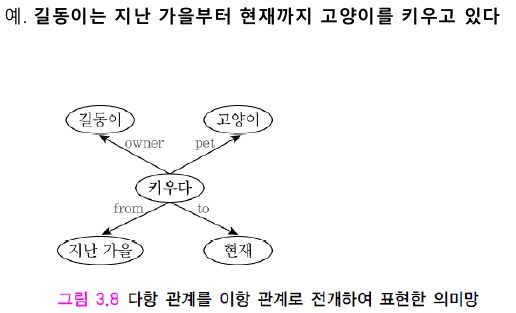 예. 길동이는 지난 가을부터 현재까지 고양이를 키우고 있다
길동이 고양이
owner pet
키우다
from to
지난 가을 현재
그림 3.8 다항 관계를 이항 관계로 전개하여 표현한 의미망